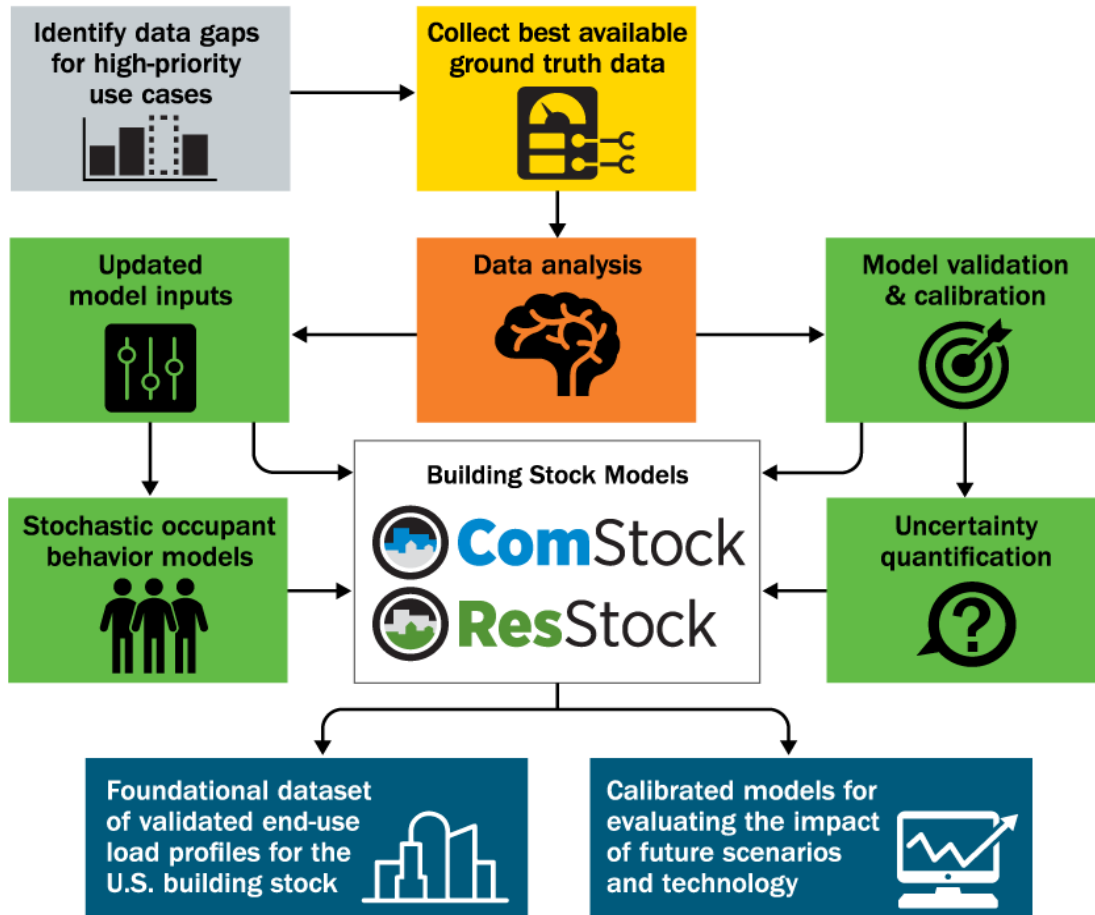 Identify data gaps
for high-priority
use cases
Collect best available
ground truth data
Updated
model inputs
Data analysis
Model validation
& calibration
Stochastic occupant
behavior models
Building Stock Models
ComStock
ResStock
Uncertainty
quantification
?
Foundational dataset
of validated end-use
load profiles for the
U.S. building stock
Calibrated models for
evaluating the impact
of future scenarios
and technology